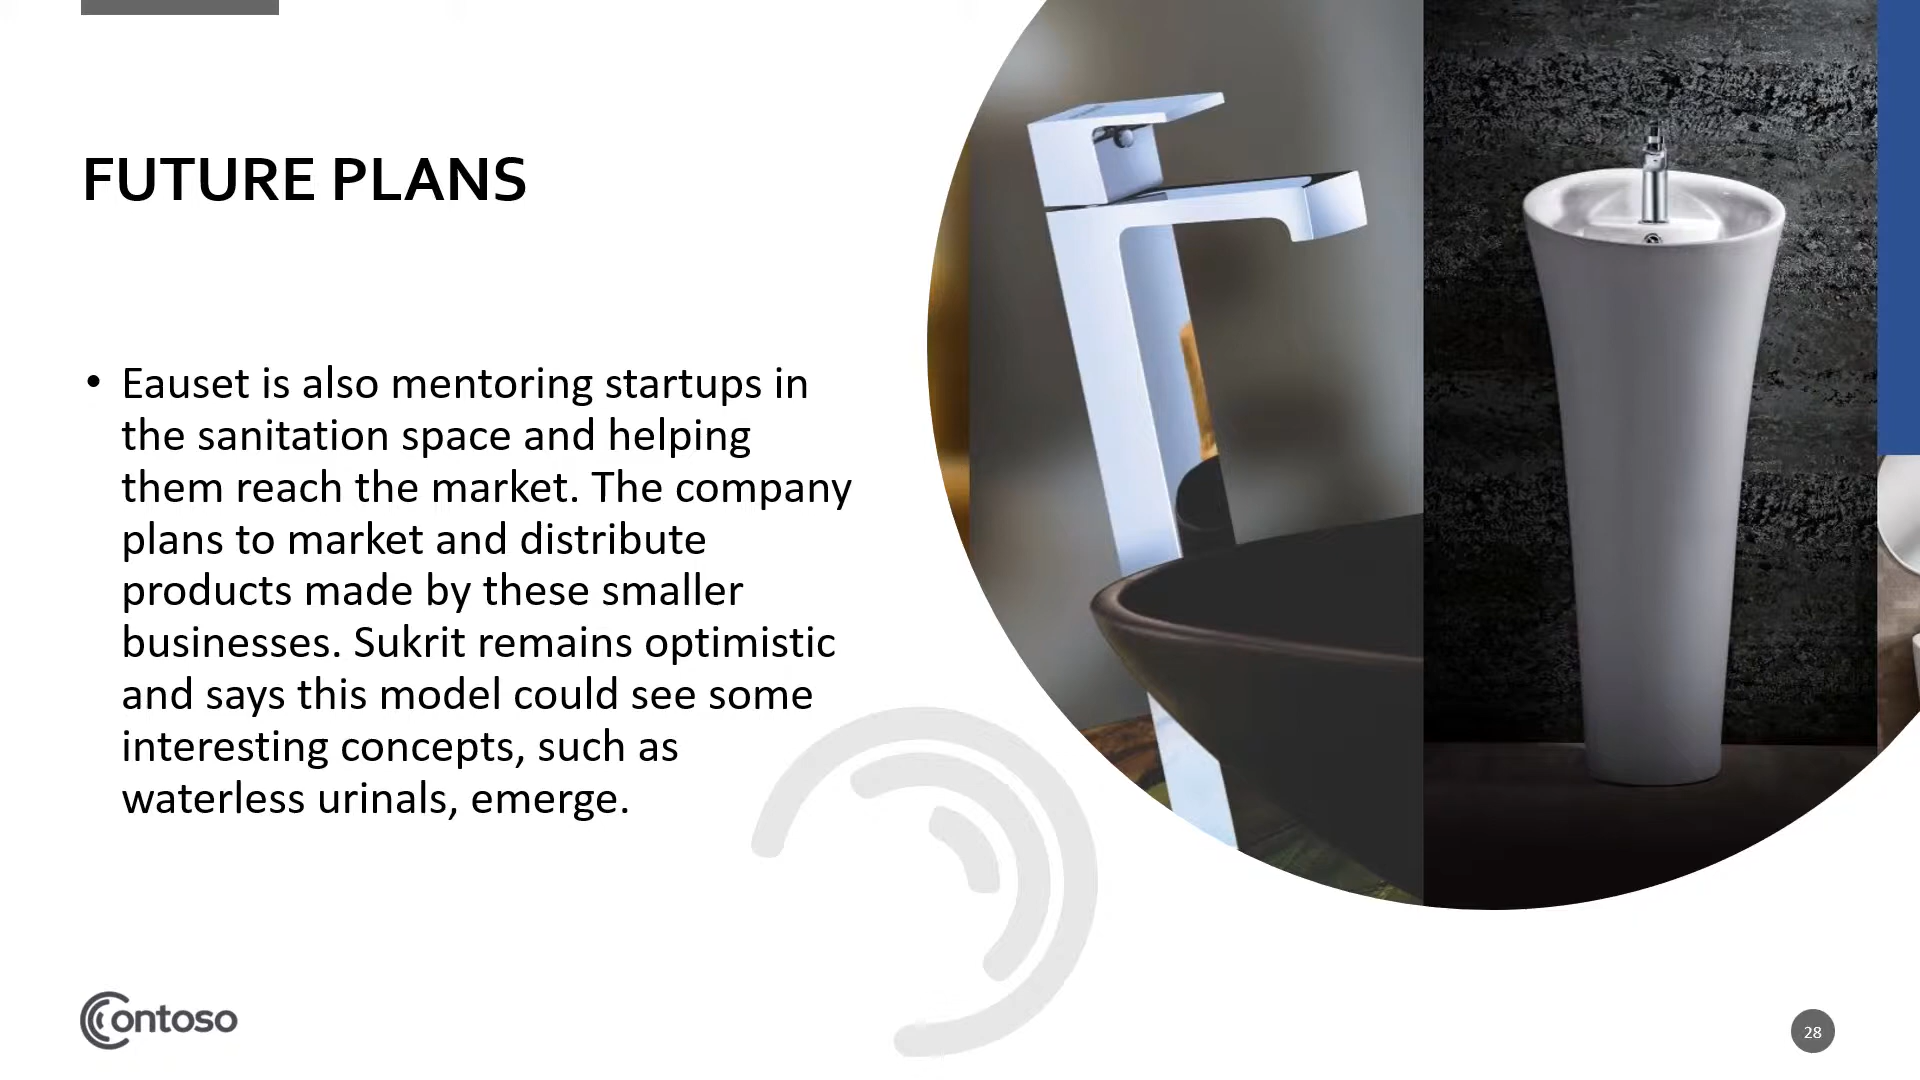 FUTURE PLANS
• Eauset is also mentoring startups in
the sanitation space and helping
them reach the market. The company
plans to market and distribute
products made by these smaller
businesses. Sukrit remains optimistic
and says this model could see some
interesting concepts, such as
waterless urinals, emerge.
Contoso
28